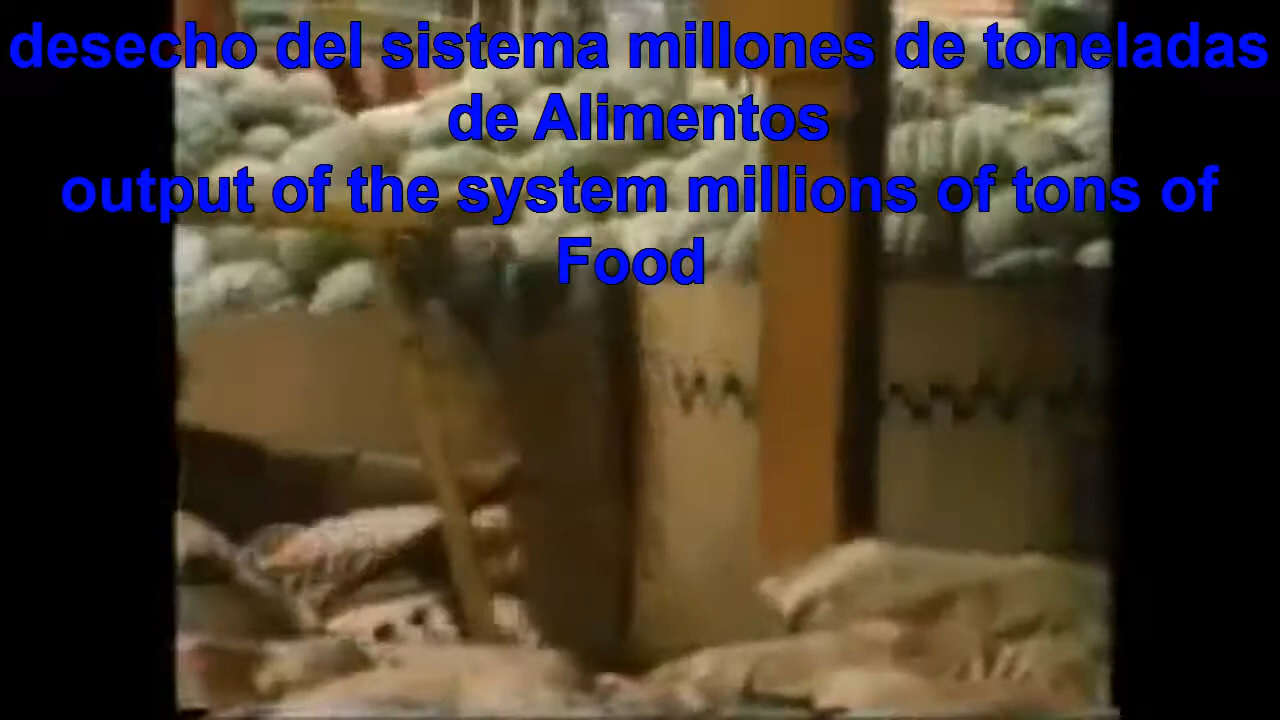 desecho del sistema millones de toneladas
de Alimentos
output of the system millions of tons of
Food